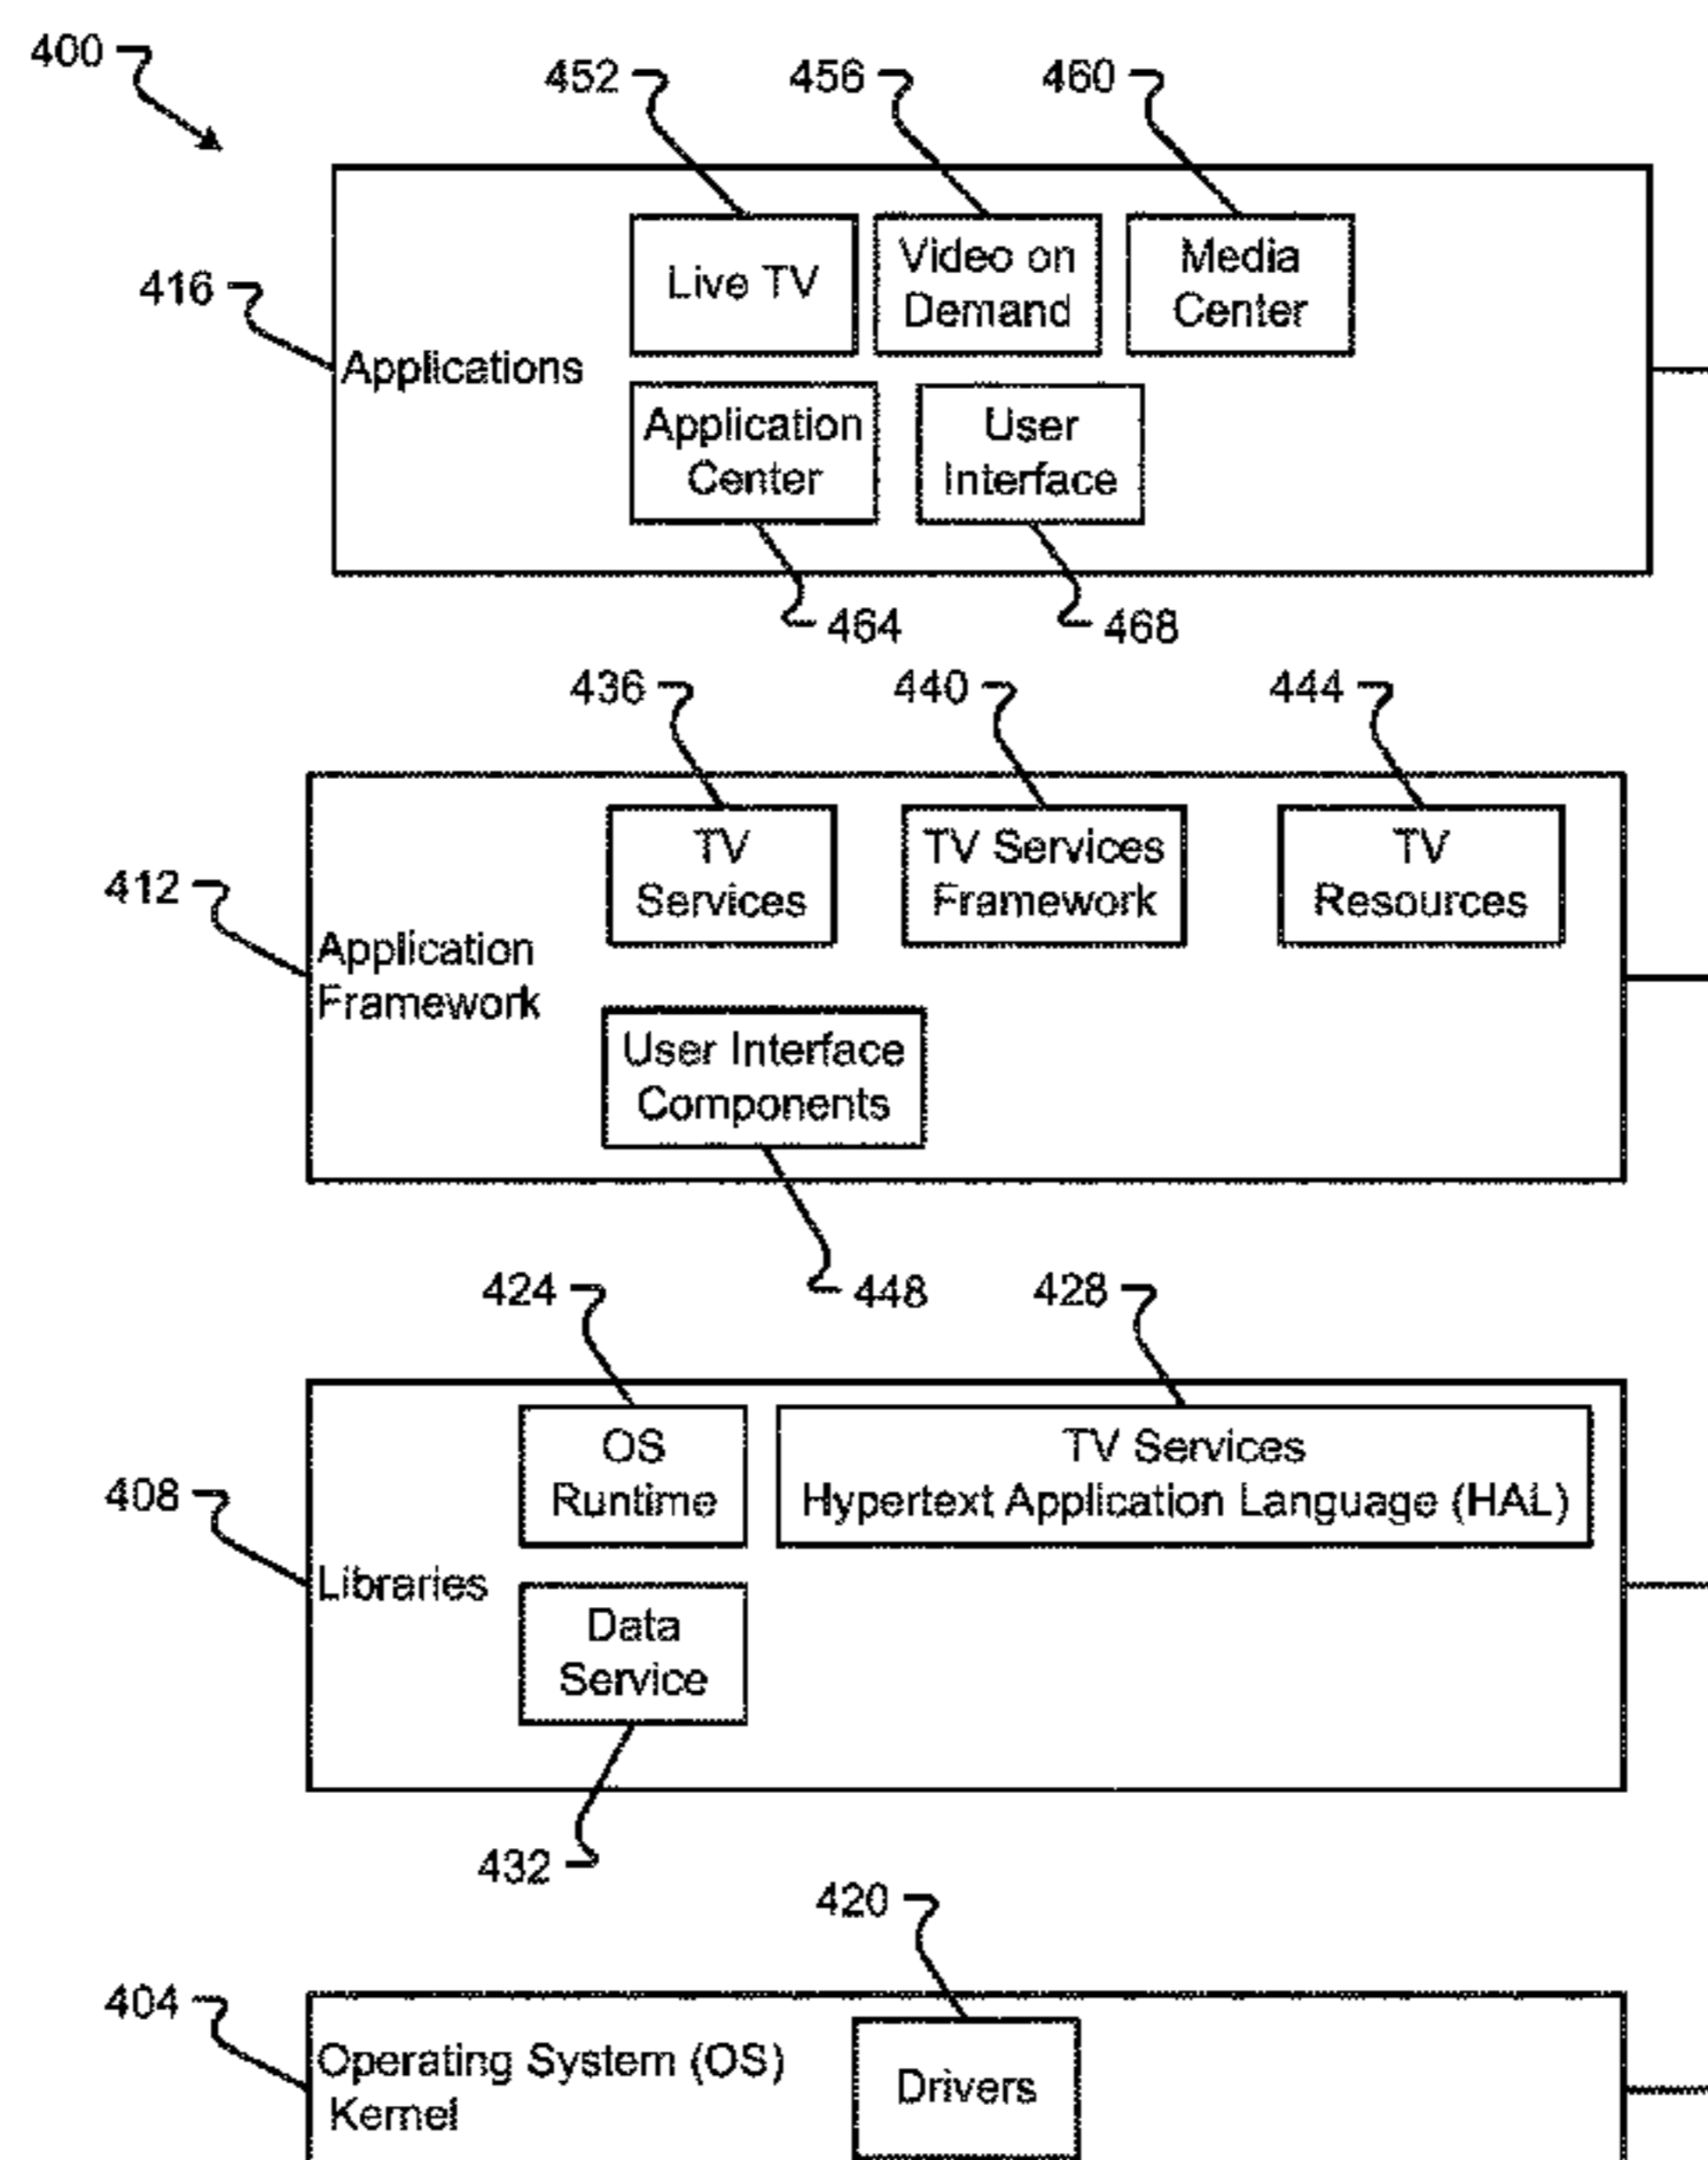 400
452
456
460
416
Applications
Live TV
Video on
Demand
Media
Center
Application
Center
User
Interface
464
468
436
440
444
412
Application
Framework
TV
Services
TV Services
Framework
TV
Resources
User Interface
Components
448
424
428
408
Libraries
OS
Runtime
TV Services
Hypertext Application Language (HAL)
Data
Service
432
420
404
Operating System (OS)
Kernel
Drivers